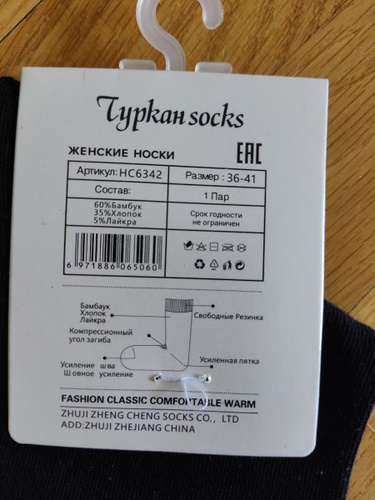 Туркан socks
ЖЕНСКИЕ НОСКИ EAC
Артикул: HC6342 Размер : 36-41
Состав: 1 Пар
60%Бамбук
35%Хлопок
5%Лайкра
Срок годности
не ограничен
6 971886 065060
Бамбаук
Хлопок
Лайкра
Свободные Резинка
Компрессионный
угол загиба
Усиление шва
Шовное усиление
Усиленная пятка
FASHION CLASSIC COMFORTABLE WARM
ZHUJI ZHENG CHENG SOCKS CO., LTD
ADD:ZHUJI ZHEJIANG CHINA